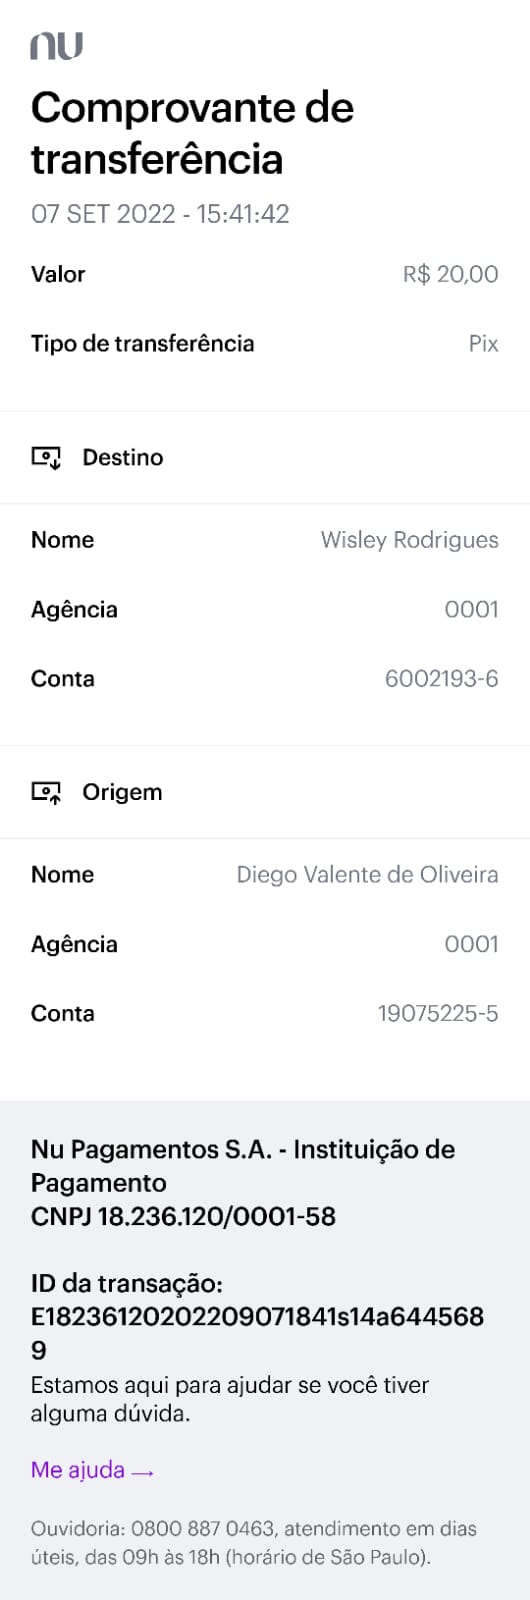 nu
Comprovante de
transferência
07 SET 2022 - 15:41:42
Valor R$ 20,00
Tipo de transferência Pix
Destino
Nome Wisley Rodrigues
Agência 0001
Conta 6002193-6
Origem
Nome Diego Valente de Oliveira
Agência 0001
Conta 19075225-5
Nu Pagamentos S.A. - Instituição de
Pagamento
CNPJ 18.236.120/0001-58
ID da transação:
E18236120202209071841s14a644568
9
Estamos aqui para ajudar se você tiver
alguma dúvida.
Me ajuda →
Ouvidoria: 0800 887 0463, atendimento em dias
úteis, das 09h às 18h (horário de São Paulo).